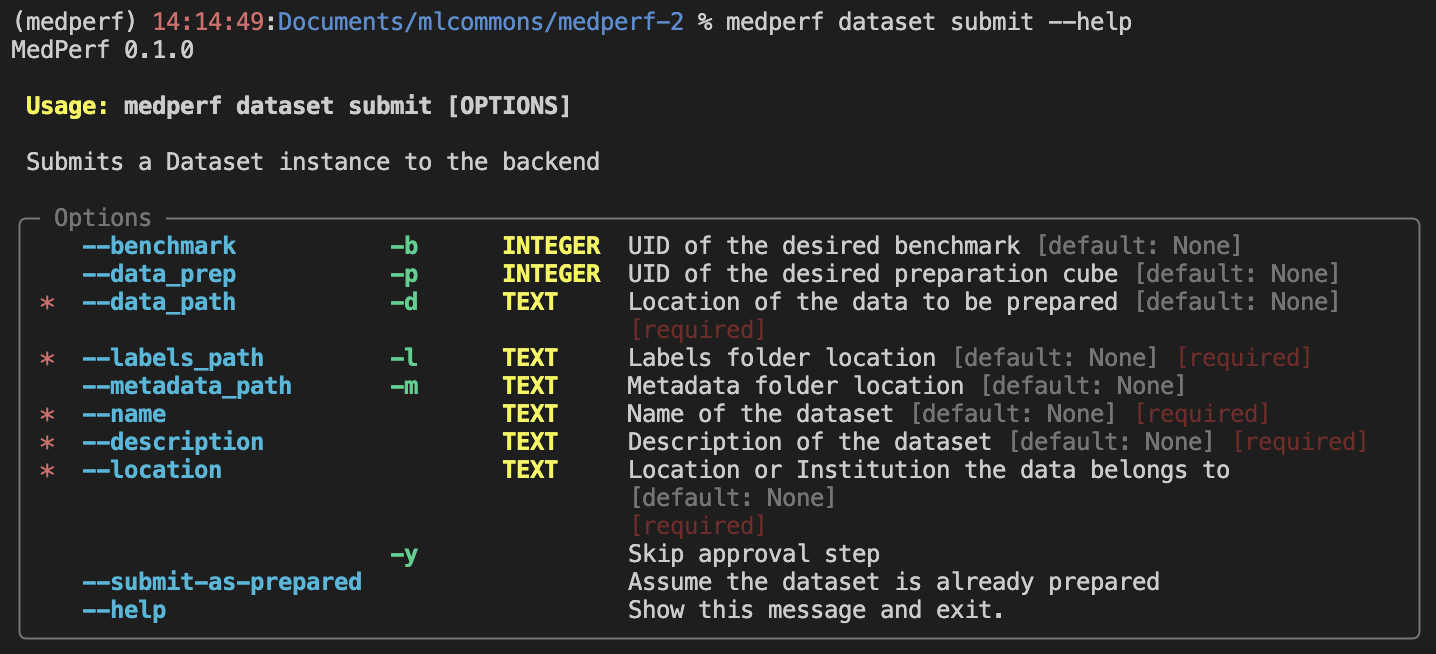 (medperf) 14:14:49:Documents/mlcommons/medperf-2 % medperf dataset submit --help
MedPerf 0.1.0
Usage: medperf dataset submit [OPTIONS]
Submits a Dataset instance to the backend
Options
--benchmark -b INTEGER UID of the desired benchmark [default: None]
--data_prep -p INTEGER UID of the desired preparation cube [default: None]
* --data_path -d TEXT Location of the data to be prepared [default: None]
[required]
* --labels_path -l TEXT Labels folder location [default: None] [required]
--metadata_path -m TEXT Metadata folder location [default: None]
* --name TEXT Name of the dataset [default: None] [required]
* --description TEXT Description of the dataset [default: None] [required]
* --location TEXT Location or Institution the data belongs to
[default: None]
[required]
-y Skip approval step
--submit-as-prepared Assume the dataset is already prepared
--help Show this message and exit.